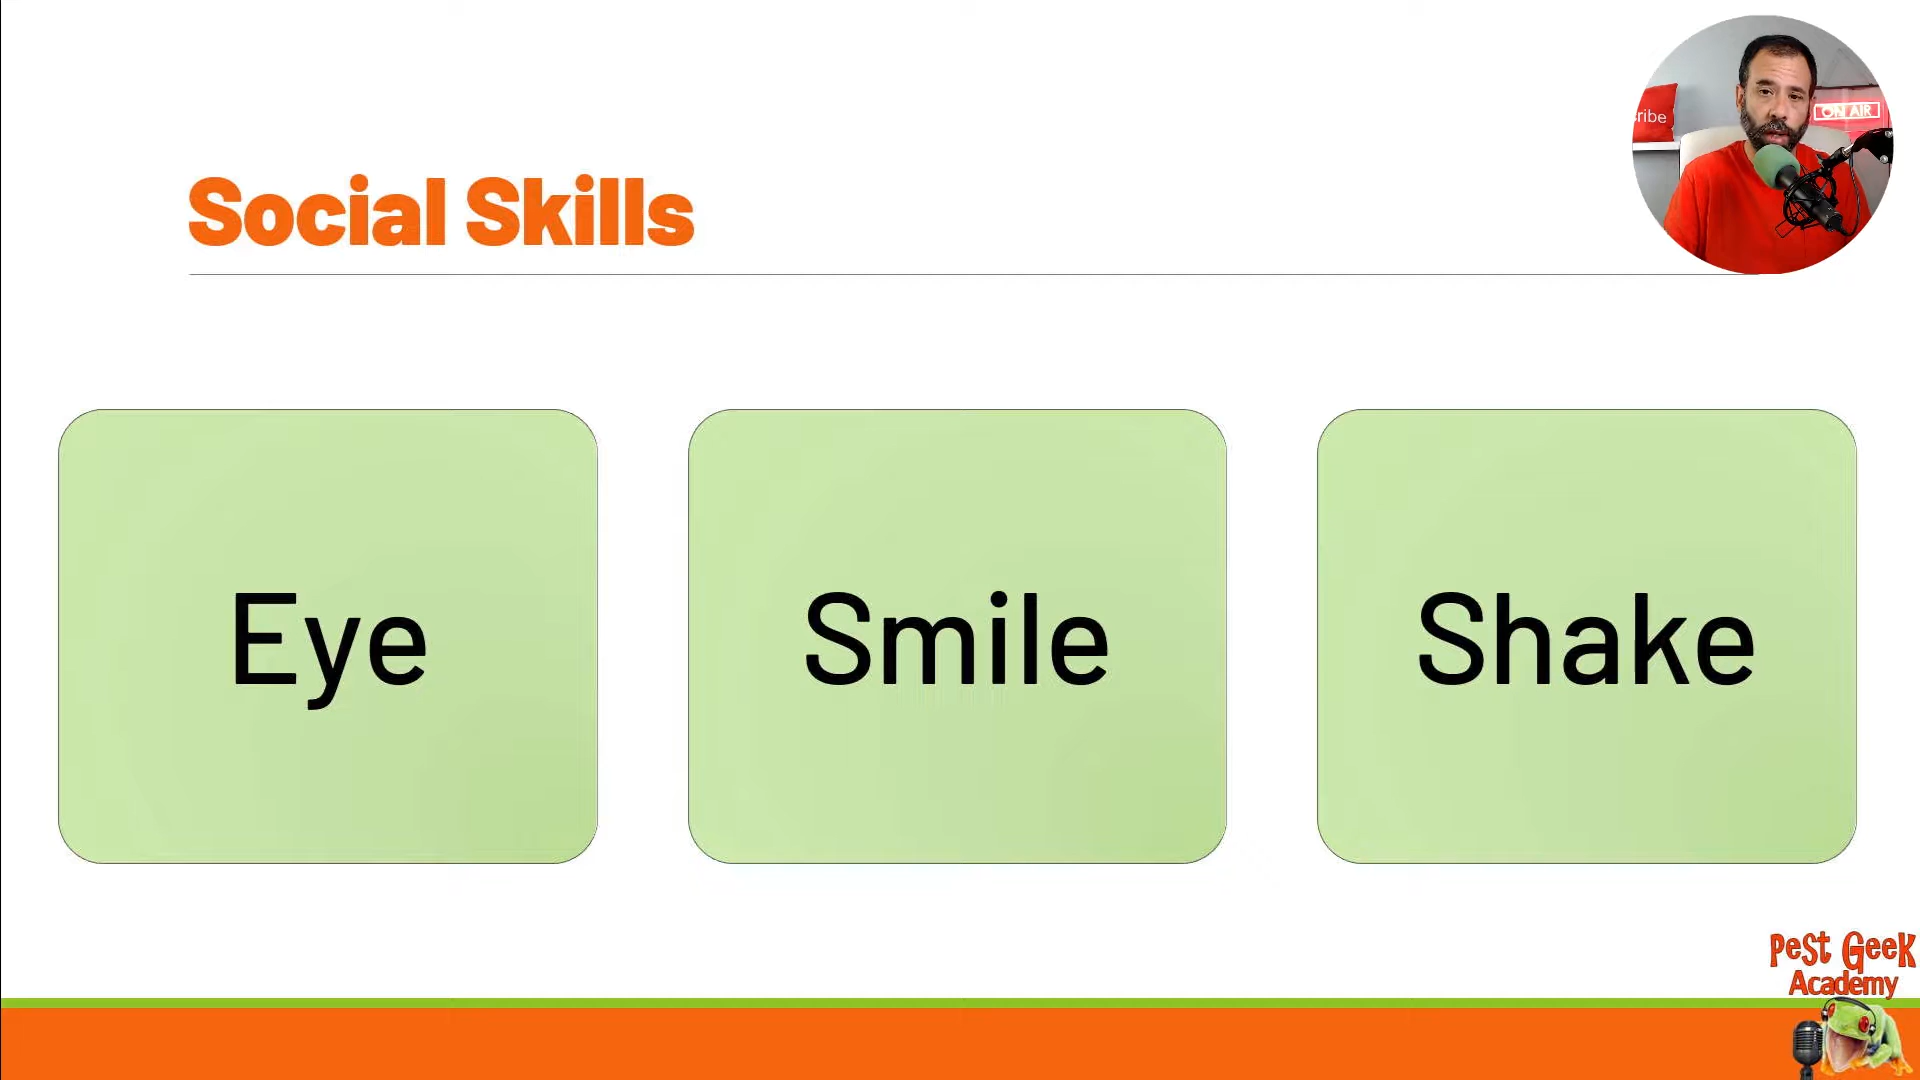 Social Skills
ribe
ON AIR
Eye
Smile
Shake
Pest Geek
Academy